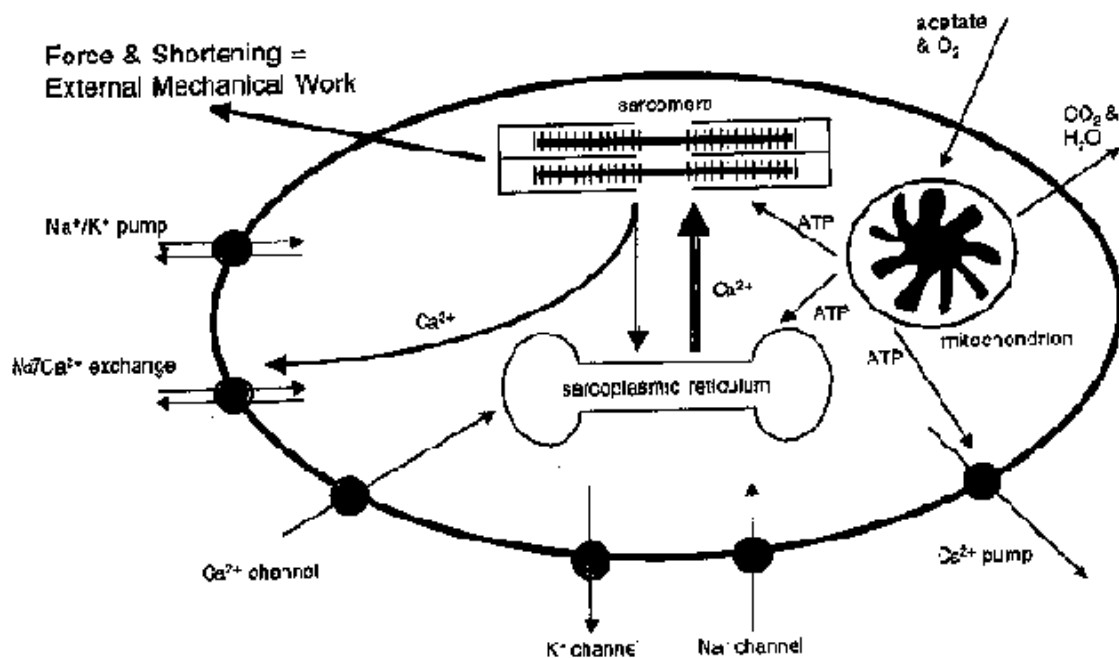 acetate
& O₂
Force & Shortening =
External Mechanical Work
sarcomere
CO₂ &
H₂O
Na⁺/K⁺ pump
ATP
Ca²⁺
Ca²⁺
ATP
mitochondrion
ATP
Na/Ca²⁺ exchange
sarcoplasmic reticulum
Ca²⁺ channel
Ca²⁺ pump
K⁺ channel
Na⁺ channel